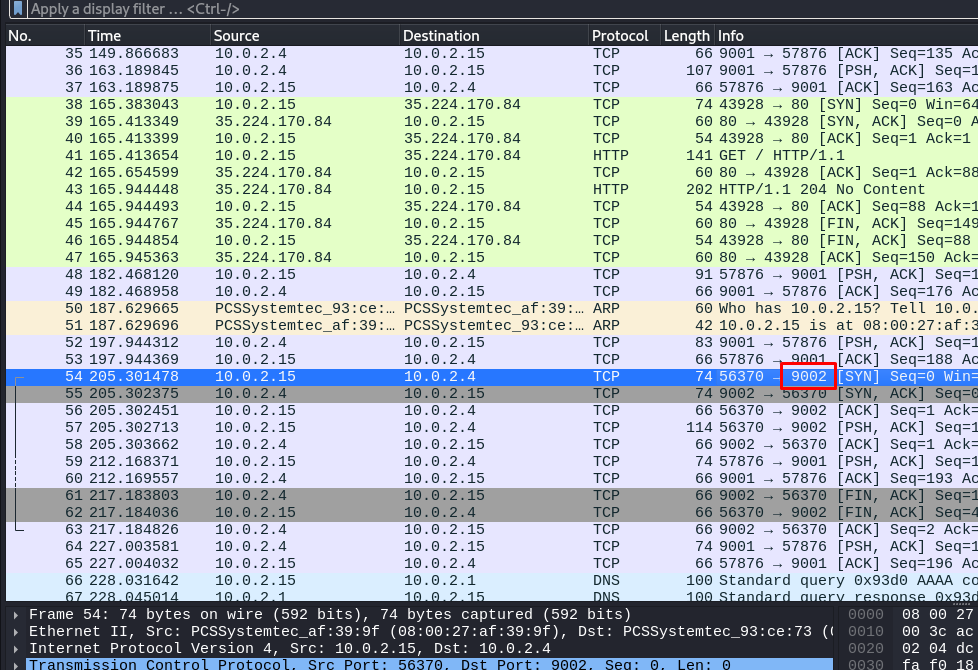 Apply a display filter … <Ctrl-/>
No. Time Source Destination Protocol Length Info
35 149.866683 10.0.2.4 10.0.2.15 TCP 66 9001 → 57876 [ACK] Seq=135 Ac
36 163.189845 10.0.2.4 10.0.2.15 TCP 107 9001 → 57876 [PSH, ACK] Seq=1
37 163.189875 10.0.2.15 10.0.2.4 TCP 66 57876 → 9001 [ACK] Seq=163 Ac
38 165.383043 10.0.2.15 35.224.170.84 TCP 74 43928 → 80 [SYN] Seq=0 Win=64
39 165.413349 35.224.170.84 10.0.2.15 TCP 60 80 → 43928 [SYN, ACK] Seq=0 A
40 165.413399 10.0.2.15 35.224.170.84 TCP 54 43928 → 80 [ACK] Seq=1 Ack=1
41 165.413654 10.0.2.15 35.224.170.84 HTTP 141 GET / HTTP/1.1
42 165.654599 35.224.170.84 10.0.2.15 TCP 60 80 → 43928 [ACK] Seq=1 Ack=88
43 165.944448 35.224.170.84 10.0.2.15 HTTP 202 HTTP/1.1 204 No Content
44 165.944493 10.0.2.15 35.224.170.84 TCP 54 43928 → 80 [ACK] Seq=88 Ack=1
45 165.944767 35.224.170.84 10.0.2.15 TCP 60 80 → 43928 [FIN, ACK] Seq=149
46 165.944854 10.0.2.15 35.224.170.84 TCP 54 43928 → 80 [FIN, ACK] Seq=88
47 165.945363 35.224.170.84 10.0.2.15 TCP 60 80 → 43928 [ACK] Seq=150 Ack=
48 182.468120 10.0.2.15 10.0.2.4 TCP 91 57876 → 9001 [PSH, ACK] Seq=1
49 182.468958 10.0.2.4 10.0.2.15 TCP 66 9001 → 57876 [ACK] Seq=176 Ac
50 187.629665 PCSSystemtec_93:ce:… PCSSystemtec_af:39:… ARP 60 Who has 10.0.2.15? Tell 10.0.
51 187.629696 PCSSystemtec_af:39:… PCSSystemtec_93:ce:… ARP 42 10.0.2.15 is at 08:00:27:af:3
52 197.944312 10.0.2.4 10.0.2.15 TCP 83 9001 → 57876 [PSH, ACK] Seq=1
53 197.944369 10.0.2.15 10.0.2.4 TCP 66 57876 → 9001 [ACK] Seq=188 Ac
54 205.301478 10.0.2.15 10.0.2.4 TCP 74 56370 → 9002 [SYN] Seq=0 Win=
55 205.302375 10.0.2.4 10.0.2.15 TCP 74 9002 → 56370 [SYN, ACK] Seq=0
56 205.302451 10.0.2.15 10.0.2.4 TCP 66 56370 → 9002 [ACK] Seq=1 Ack=
57 205.302713 10.0.2.15 10.0.2.4 TCP 114 56370 → 9002 [PSH, ACK] Seq=1
58 205.303662 10.0.2.4 10.0.2.15 TCP 66 9002 → 56370 [ACK] Seq=1 Ack=
59 212.168371 10.0.2.15 10.0.2.4 TCP 74 57876 → 9001 [PSH, ACK] Seq=1
60 212.169557 10.0.2.4 10.0.2.15 TCP 66 9001 → 57876 [ACK] Seq=193 Ac
61 217.183803 10.0.2.4 10.0.2.15 TCP 66 9002 → 56370 [FIN, ACK] Seq=1
62 217.184036 10.0.2.15 10.0.2.4 TCP 66 56370 → 9002 [FIN, ACK] Seq=4
63 217.184826 10.0.2.4 10.0.2.15 TCP 66 9002 → 56370 [ACK] Seq=2 Ack=
64 227.003581 10.0.2.4 10.0.2.15 TCP 74 9001 → 57876 [PSH, ACK] Seq=1
65 227.004032 10.0.2.15 10.0.2.4 TCP 66 57876 → 9001 [ACK] Seq=196 Ac
66 228.031642 10.0.2.15 10.0.2.1 DNS 100 Standard query 0x93d0 AAAA co
67 228.045014 10.0.2.1 10.0.2.15 DNS 100 Standard query response 0x93d
Frame 54: 74 bytes on wire (592 bits), 74 bytes captured (592 bits) 0000 08 00 27
Ethernet II, Src: PCSSystemtec_af:39:9f (08:00:27:af:39:9f), Dst: PCSSystemtec_93:ce:73 (0 0010 00 3c ac
Internet Protocol Version 4, Src: 10.0.2.15, Dst: 10.0.2.4 0020 02 04 dc
Transmission Control Protocol, Src Port: 56370, Dst Port: 9002, Seq: 0, Len: 0 0030 fa f0 18